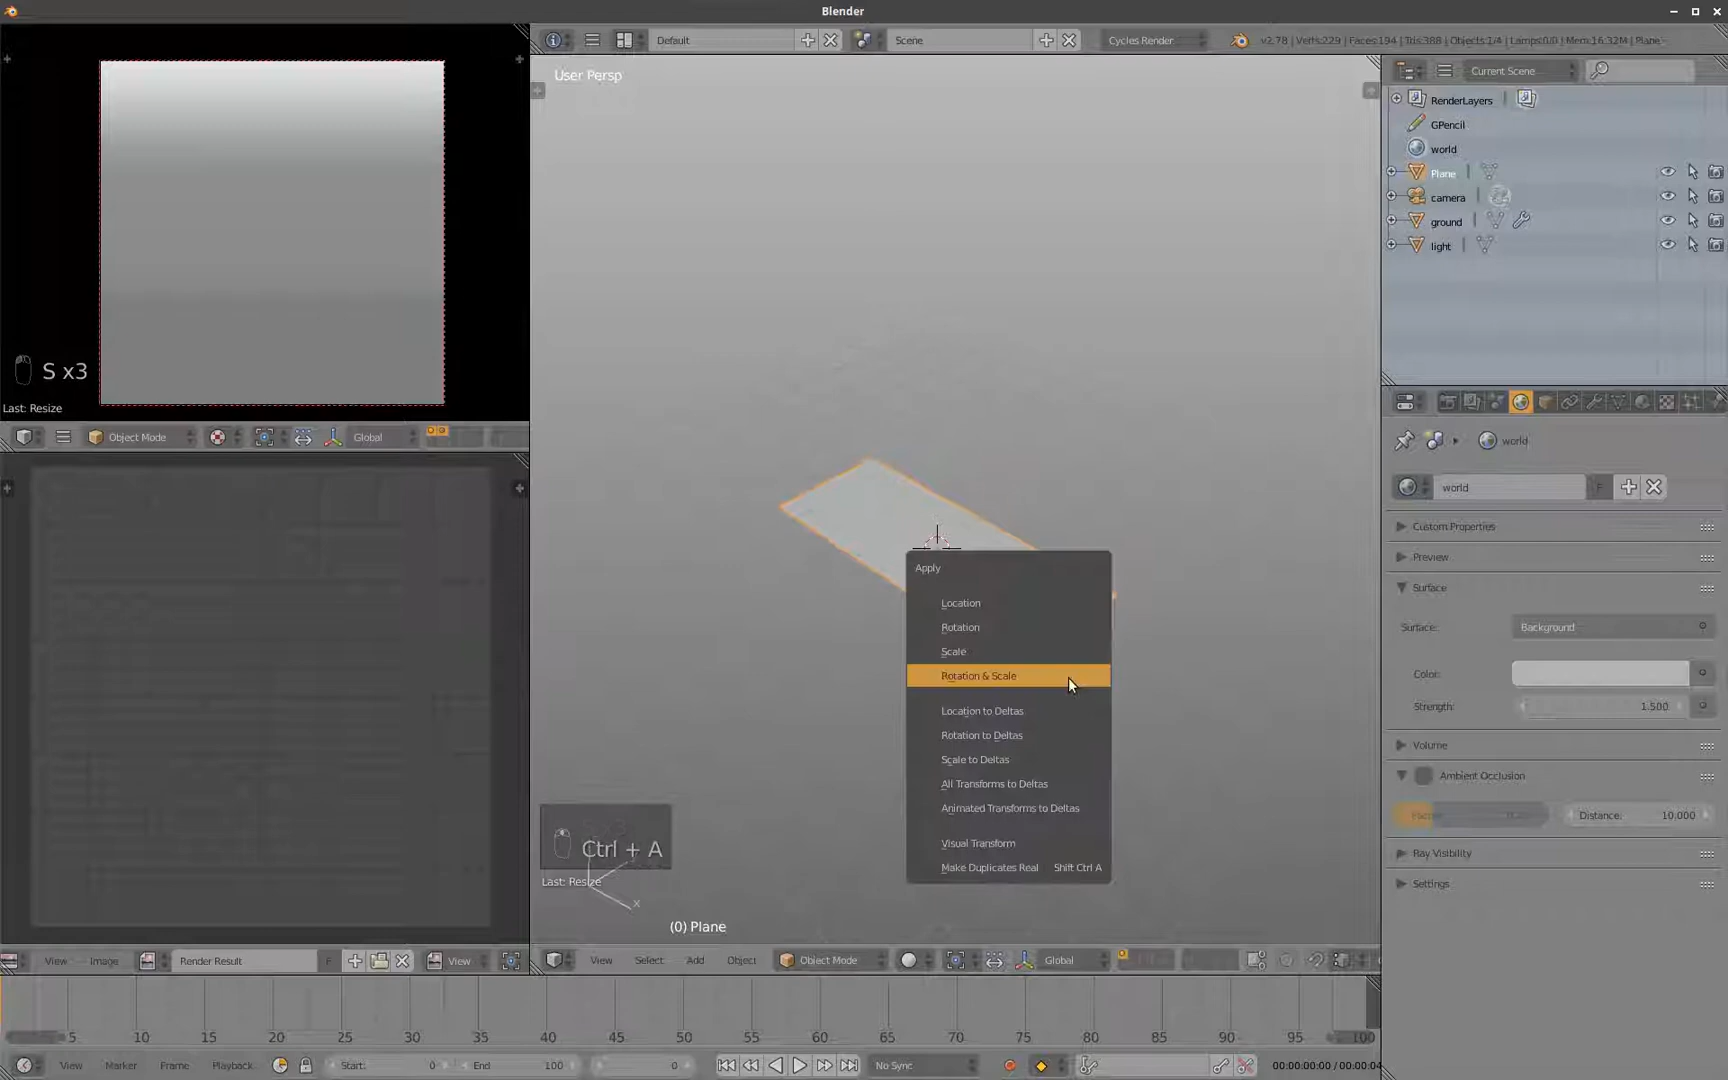 Blender
Default
Scene
Cycles Render
v2.78 | Verts:229 | Faces:194 | Tris:388 | Objects:1/4 | Lamps:0/0 | Mem:16.32M | Plane
User Persp
Current Scene
RenderLayers
GPencil
world
Plane
camera
ground
light
S x3
Last: Resize
Object Mode
Global
world
world
F
Custom Properties
Preview
Surface
Surface:
Background
Color:
Strength:
1.500
Volume
Ambient Occlusion
Distance:
10.000
Ray Visibility
Settings
Apply
Location
Rotation
Scale
Rotation & Scale
Location to Deltas
Rotation to Deltas
Scale to Deltas
All Transforms to Deltas
Animated Transforms to Deltas
Visual Transform
Make Duplicates Real Shift Ctrl A
Ctrl + A
Last: Resize
x
(0) Plane
View
Image
Render Result
F
View
View
Select
Add
Object
Object Mode
Global
5 10 15 20 25 30 35 40 45 50 55 60 65 70 75 80 85 90 95 100
View
Marker
Frame
Playback
Start: 0
End 100
0
No Sync
00:00:00:00 / 00:00:04